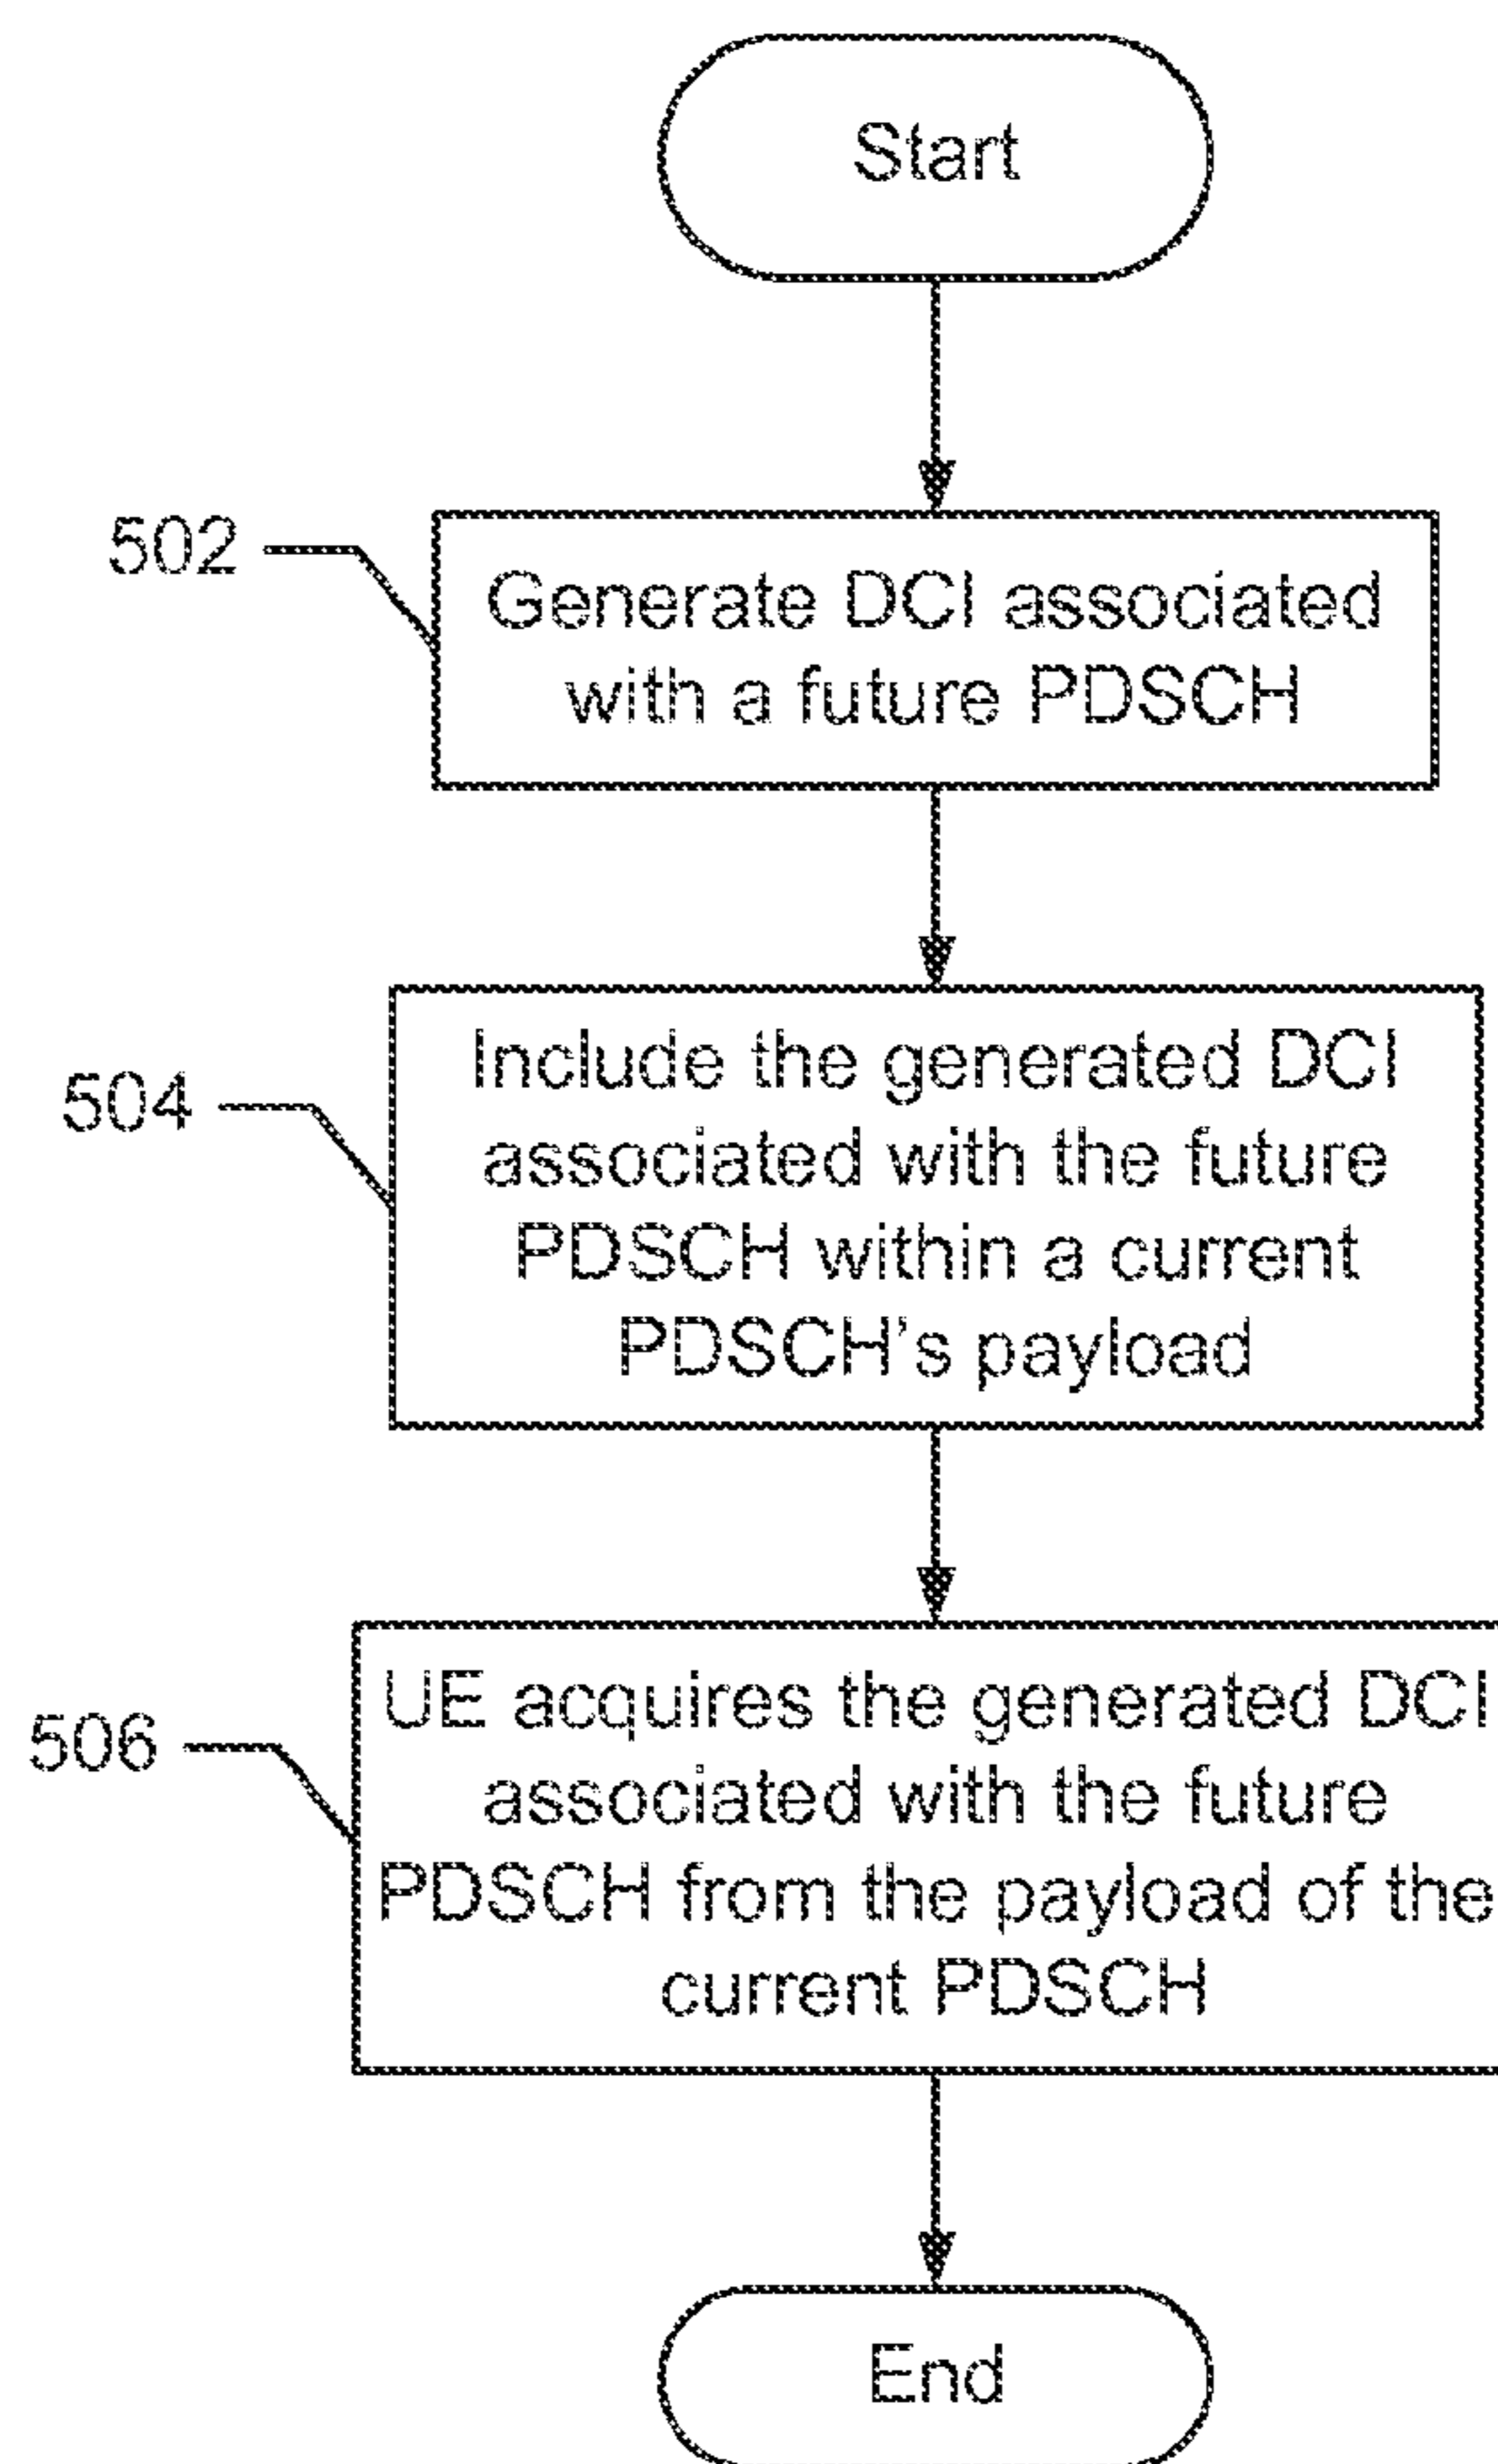 Start
502
Generate DCI associated
with a future PDSCH
504
Include the generated DCI
associated with the future
PDSCH within a current
PDSCH's payload
506
UE acquires the generated DCI
associated with the future
PDSCH from the payload of the
current PDSCH
End